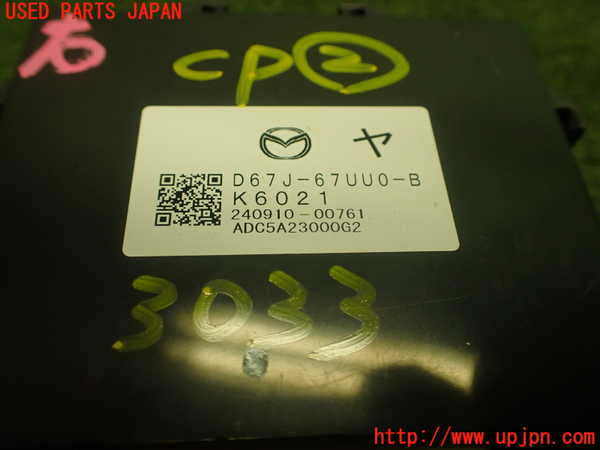 USED PARTS JAPAN
右
CP②
ヤ
D67J-67UU0-B
K6021
240910-00761
ADC5A23000G2
3033
http://www.upjpn.com/